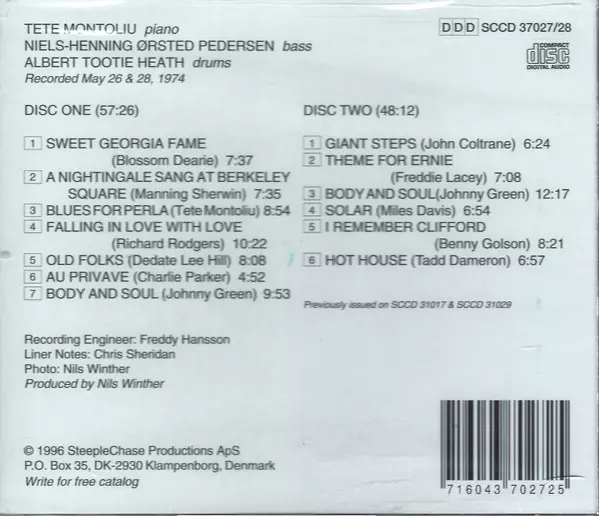 TETE MONTOLIU piano
NIELS-HENNING ØRSTED PEDERSEN bass
ALBERT TOOTIE HEATH drums
Recorded May 26 & 28, 1974
DDD SCCD 37027/28
COMPACT
disc
DIGITAL AUDIO
DISC ONE (57:26)
1 SWEET GEORGIA FAME
(Blossom Dearie) 7:37
2 A NIGHTINGALE SANG AT BERKELEY
SQUARE (Manning Sherwin) 7:35
3 BLUES FOR PERLA (Tete Montoliu) 8:54
4 FALLING IN LOVE WITH LOVE
(Richard Rodgers) 10:22
5 OLD FOLKS (Dedate Lee Hill) 8:08
6 AU PRIVAVE (Charlie Parker) 4:52
7 BODY AND SOUL (Johnny Green) 9:53
DISC TWO (48:12)
1 GIANT STEPS (John Coltrane) 6:24
2 THEME FOR ERNIE
(Freddie Lacey) 7:08
3 BODY AND SOUL(Johnny Green) 12:17
4 SOLAR (Miles Davis) 6:54
5 I REMEMBER CLIFFORD
(Benny Golson) 8:21
6 HOT HOUSE (Tadd Dameron) 6:57
Previously issued on SCCD 31017 & SCCD 31029
Recording Engineer: Freddy Hansson
Liner Notes: Chris Sheridan
Photo: Nils Winther
Produced by Nils Winther
© 1996 SteepleChase Productions ApS
P.O. Box 35, DK-2930 Klampenborg, Denmark
Write for free catalog
716043 702725